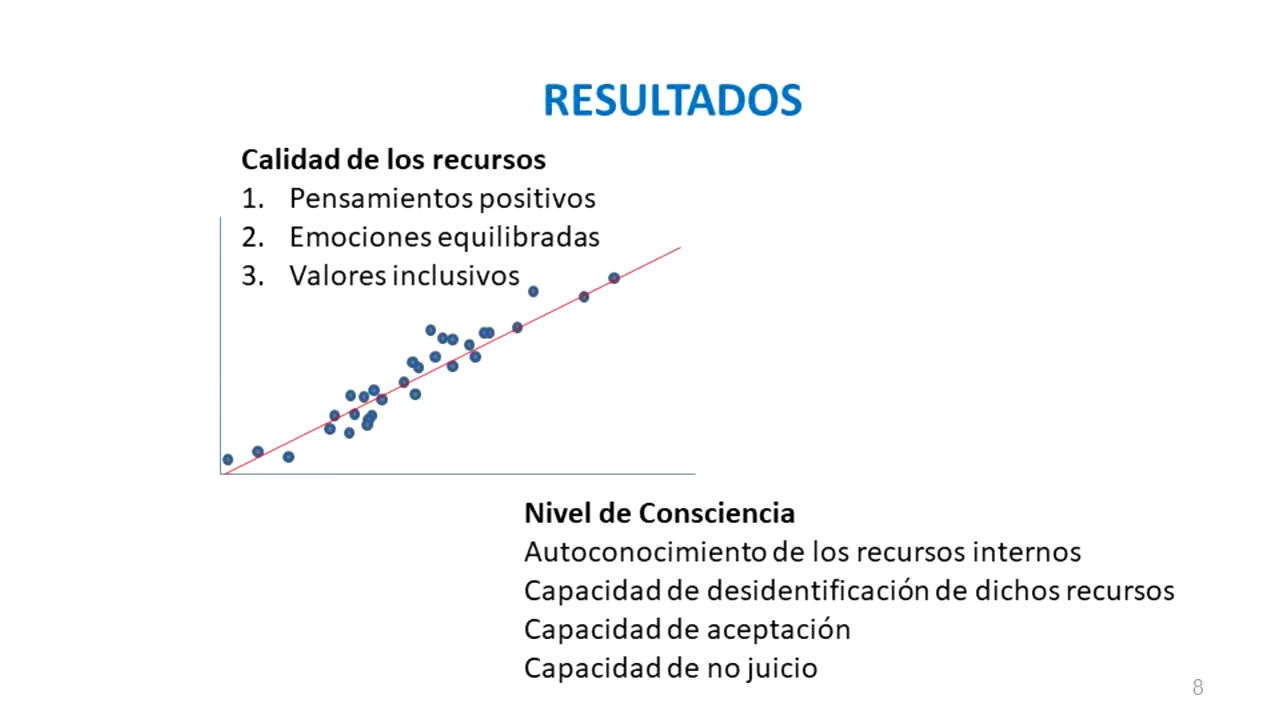 RESULTADOS
Calidad de los recursos
1. Pensamientos positivos
2. Emociones equilibradas
3. Valores inclusivos
Nivel de Consciencia
Autoconocimiento de los recursos internos
Capacidad de desidentificación de dichos recursos
Capacidad de aceptación
Capacidad de no juicio
8